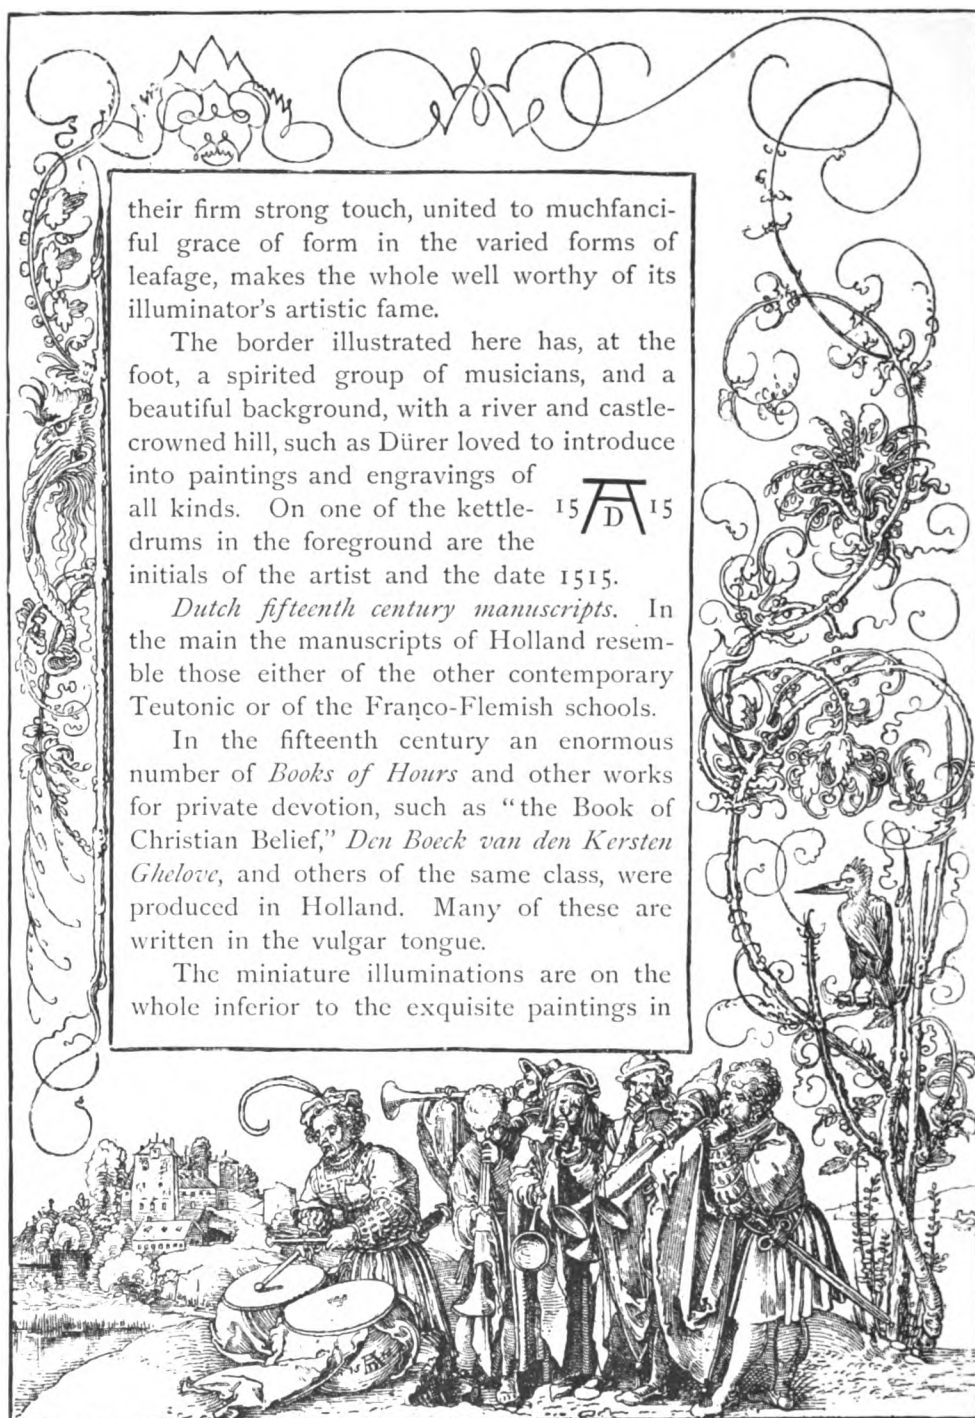 their firm strong touch, united to muchfanci-
ful grace of form in the varied forms of
leafage, makes the whole well worthy of its
illuminator's artistic fame.
The border illustrated here has, at the
foot, a spirited group of musicians, and a
beautiful background, with a river and castle-
crowned hill, such as Dürer loved to introduce
into paintings and engravings of
all kinds. On one of the kettle-
drums in the foreground are the
initials of the artist and the date 1515.
15 AD 15
Dutch fifteenth century manuscripts. In
the main the manuscripts of Holland resem-
ble those either of the other contemporary
Teutonic or of the Franco-Flemish schools.
In the fifteenth century an enormous
number of Books of Hours and other works
for private devotion, such as “the Book of
Christian Belief,” Den Boeck van den Kersten
Ghelove, and others of the same class, were
produced in Holland. Many of these are
written in the vulgar tongue.
The miniature illuminations are on the
whole inferior to the exquisite paintings in